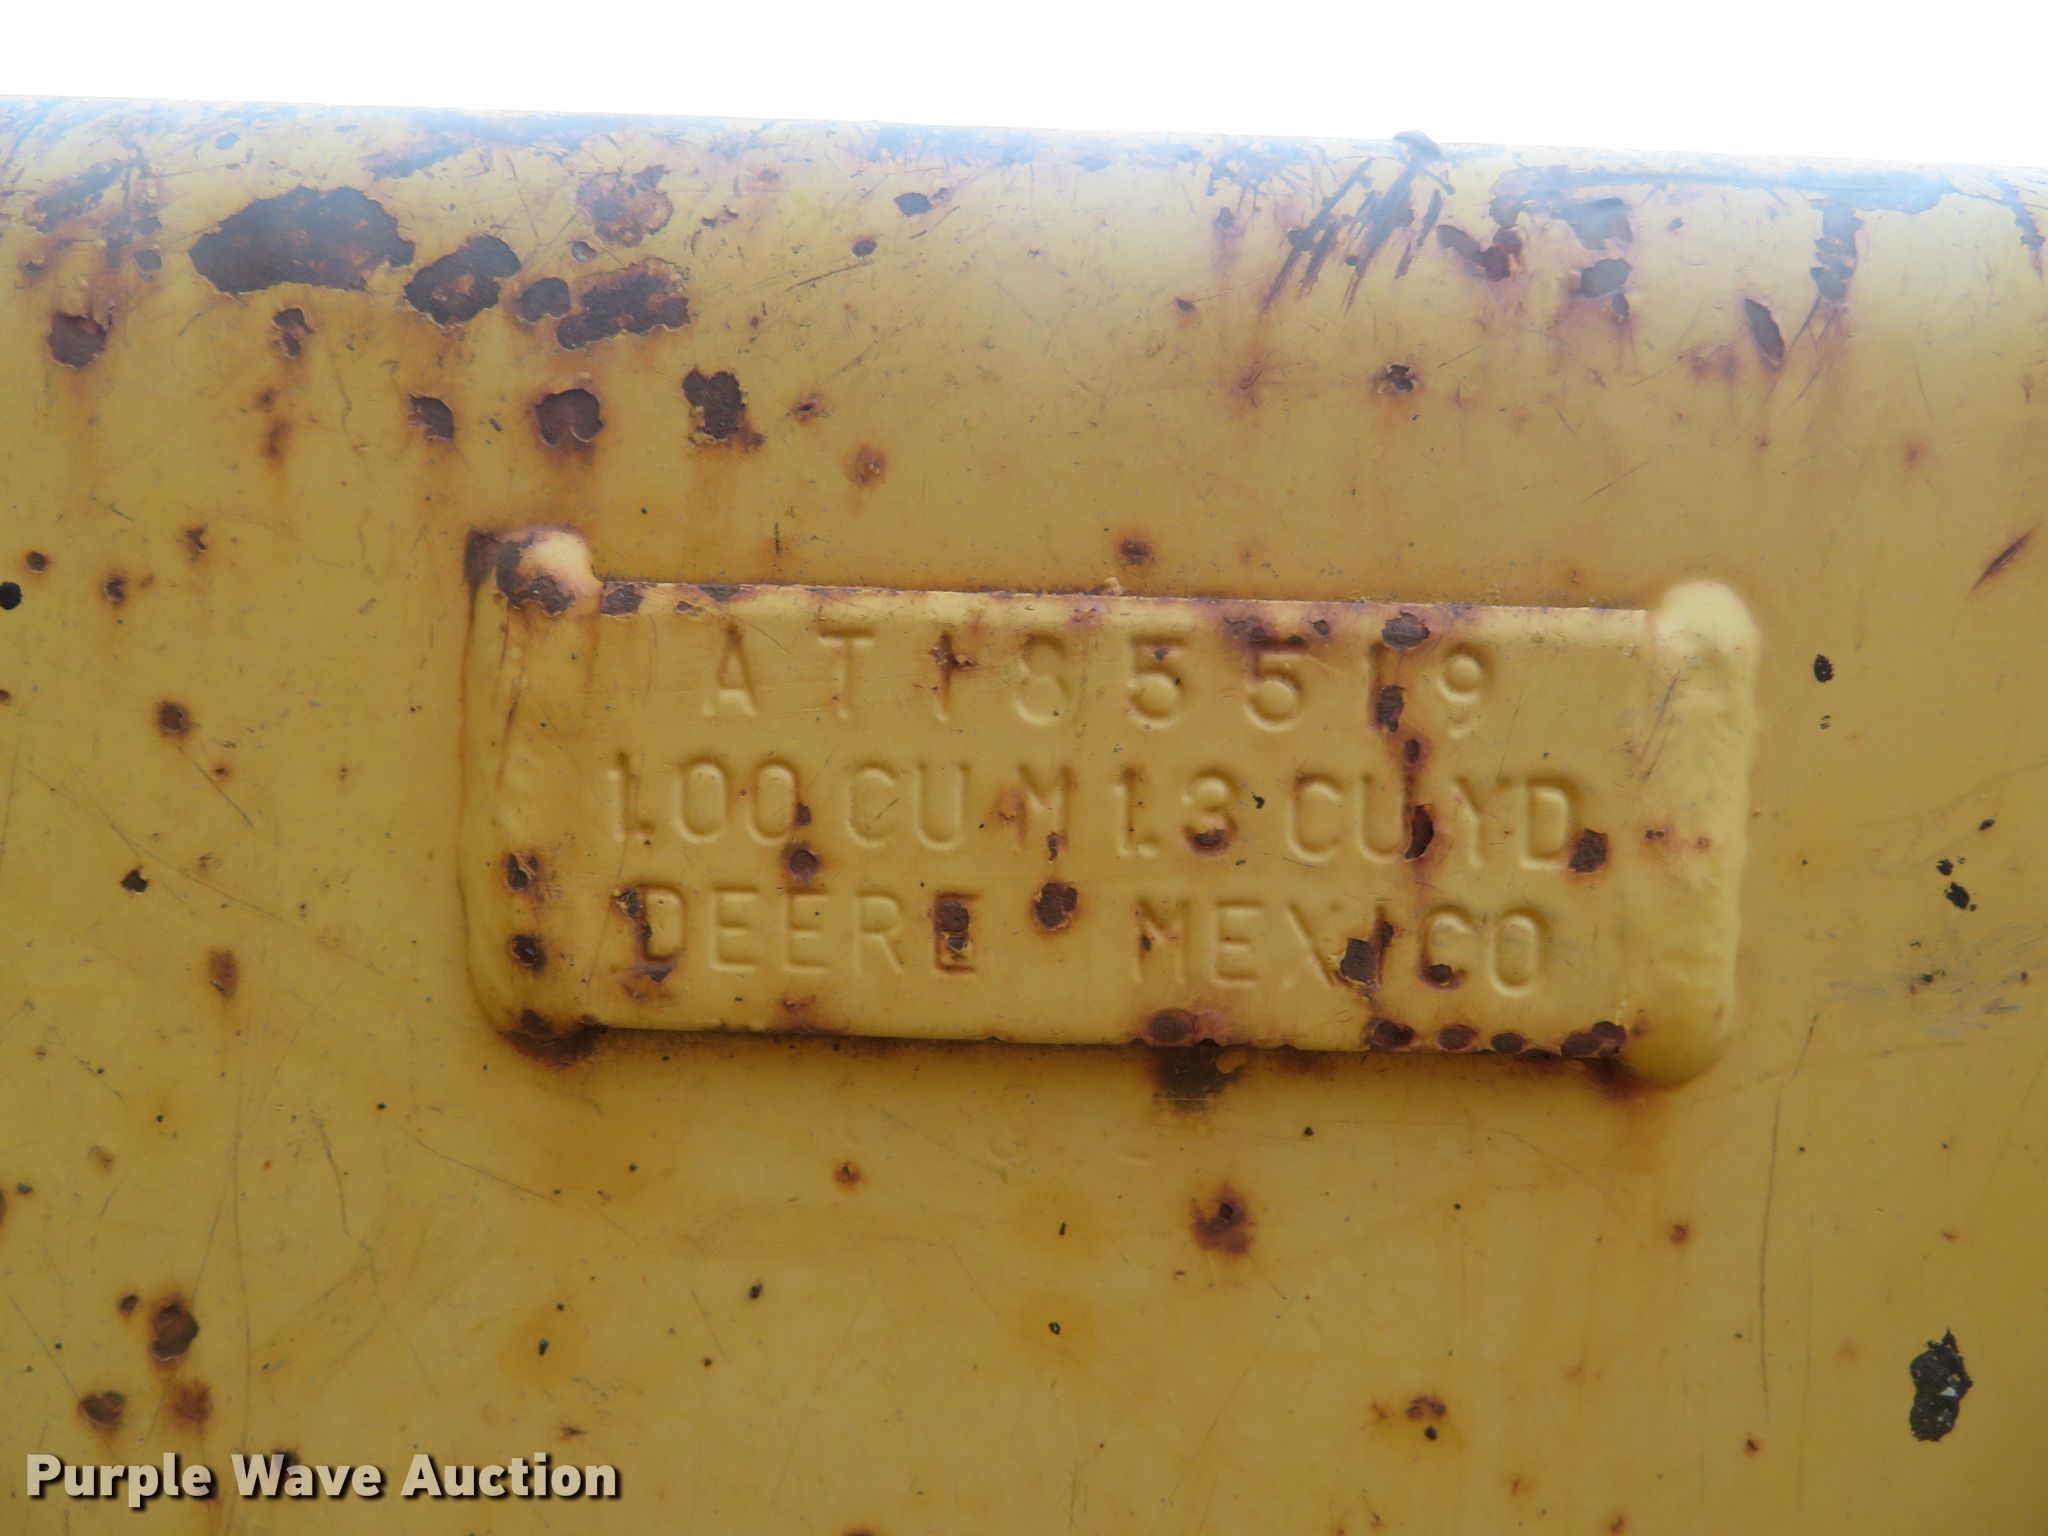 AT185519
1.00 CU M 1.3 CU YD
DEERE MEXICO
Purple Wave Auction